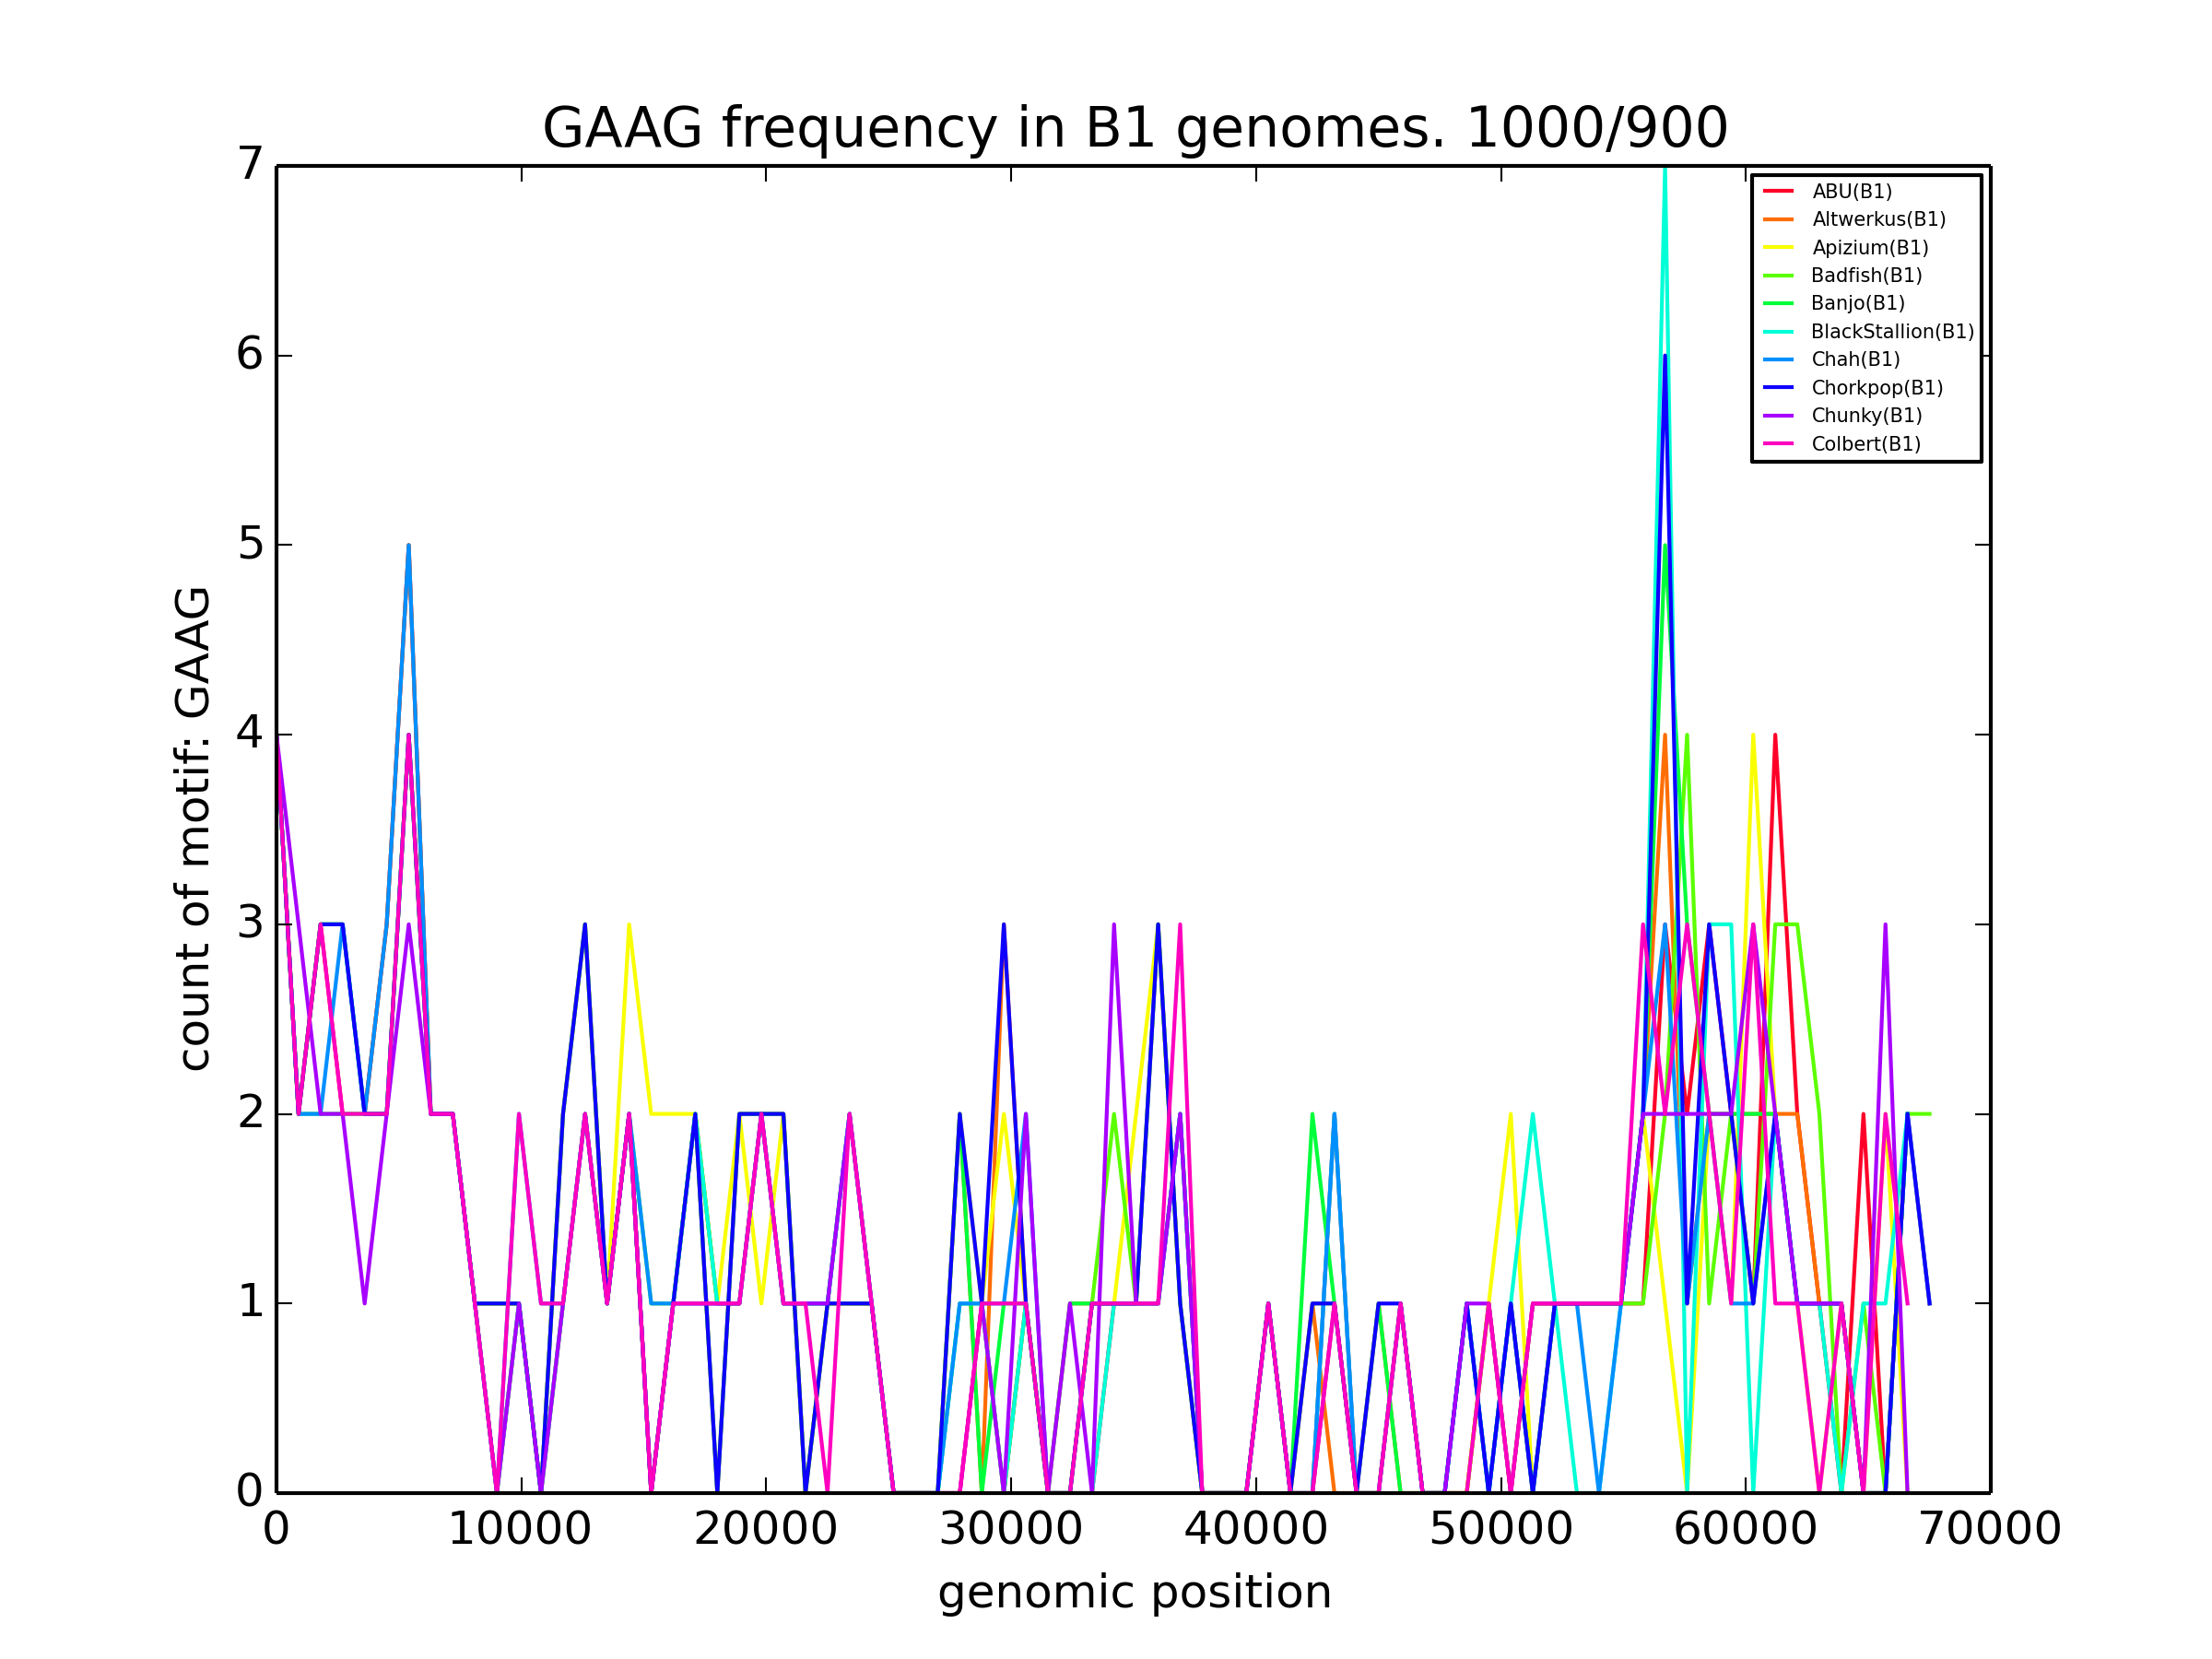 GAAG frequency in B1 genomes. 1000/900
count of motif: GAAG
7
6
5
4
3
2
1
0
0 10000 20000 30000 40000 50000 60000 70000
genomic position
ABU(B1)
Altwerkus(B1)
Apizium(B1)
Badfish(B1)
Banjo(B1)
BlackStallion(B1)
Chah(B1)
Chorkpop(B1)
Chunky(B1)
Colbert(B1)